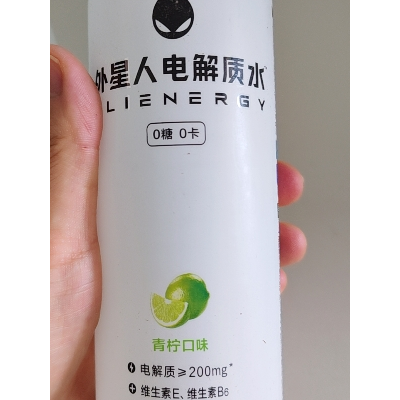 外星人电解质水
LIENERGY
0糖 0卡
青柠口味
电解质≥200mg*
维生素E、维生素B6